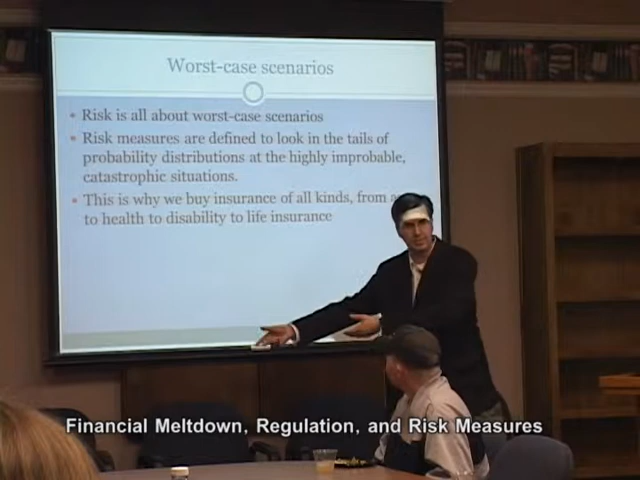 Worst-case scenarios
Risk is all about worst-case scenarios
Risk measures are defined to look in the tails of
probability distributions at the highly improbable,
catastrophic situations.
This is why we buy insurance of all kinds, from
to health to disability to life insurance
Financial Meltdown, Regulation, and Risk Measures